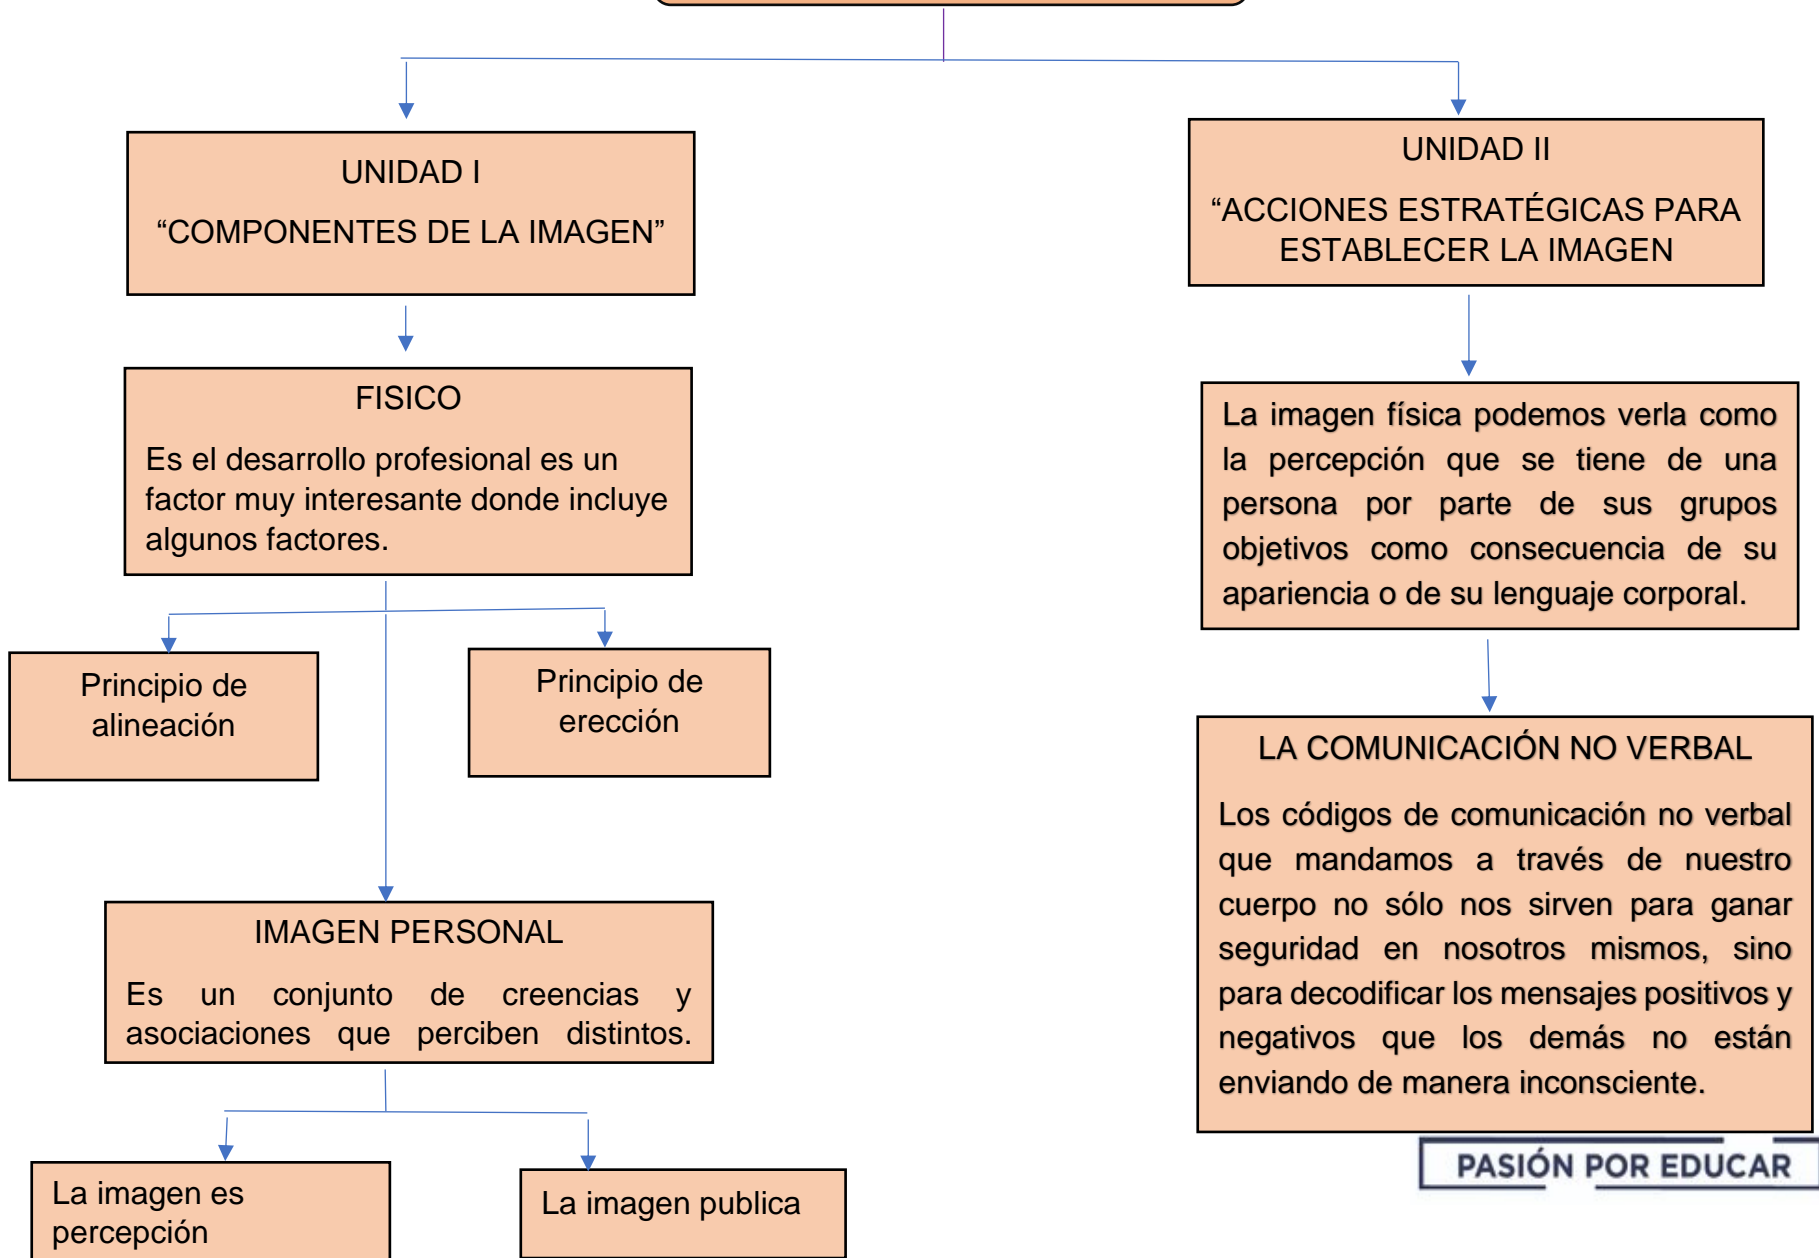 UNIDAD I
“COMPONENTES DE LA IMAGEN”
FISICO
Es el desarrollo profesional es un
factor muy interesante donde incluye
algunos factores.
Principio de
alineación
Principio de
erección
IMAGEN PERSONAL
Es un conjunto de creencias y
asociaciones que perciben distintos.
La imagen es
percepción
La imagen publica
UNIDAD II
“ACCIONES ESTRATÉGICAS PARA
ESTABLECER LA IMAGEN
La imagen física podemos verla como
la percepción que se tiene de una
persona por parte de sus grupos
objetivos como consecuencia de su
apariencia o de su lenguaje corporal.
LA COMUNICACIÓN NO VERBAL
Los códigos de comunicación no verbal
que mandamos a través de nuestro
cuerpo no sólo nos sirven para ganar
seguridad en nosotros mismos, sino
para decodificar los mensajes positivos y
negativos que los demás no están
enviando de manera inconsciente.
PASIÓN POR EDUCAR